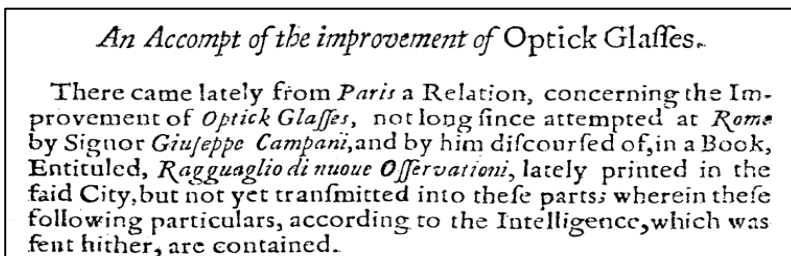 An Accompt of the improvement of Optick Glaſſes.
There came lately from Paris a Relation, concerning the Im-
provement of Optick Glaſſes, not long ſince attempted at Rome
by Signor Giuſeppe Campani, and by him diſcourſed of, in a Book,
Entituled, Ragguaglio di nuoue Oſſervationi, lately printed in the
ſaid City, but not yet tranſmitted into theſe parts; wherein theſe
following particulars, according to the Intelligence, which was
ſent hither, are contained.